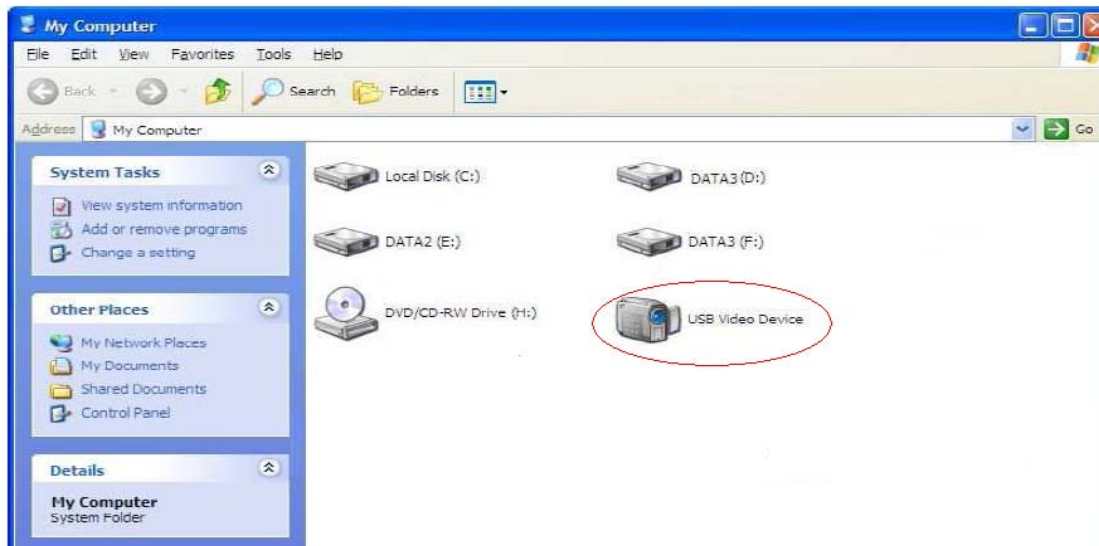 My Computer
File Edit View Favorites Tools Help
Back Search Folders
Address My Computer Go
System Tasks
View system information
Add or remove programs
Change a setting
Other Places
My Network Places
My Documents
Shared Documents
Control Panel
Details
My Computer
System Folder
Local Disk (C:) DATA3(D:)
DATA2 (E:) DATA3 (F:)
DVD/CD-RW Drive (H:) USB Video Device